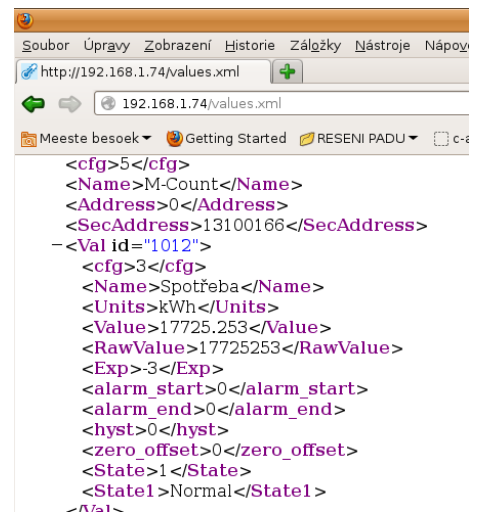 Soubor Úpravy Zobrazení Historie Záložky Nástroje
http://192.168.1.74/values.xml
192.168.1.74/values.xml
Meeste besoek Getting Started RESENI PADU
<cfg>5</cfg>
<Name>M-Count</Name>
<Address>0</Address>
<SecAddress>13100166</SecAddress>
−<Val id="1012">
<cfg>3</cfg>
<Name>Spotřeba</Name>
<Units>kWh</Units>
<Value>17725.253</Value>
<RawValue>17725253</RawValue>
<Exp>-3</Exp>
<alarm_start>0</alarm_start>
<alarm_end>0</alarm_end>
<hyst>0</hyst>
<zero_offset>0</zero_offset>
<State>1</State>
<State1>Normal</State1>
</Val>